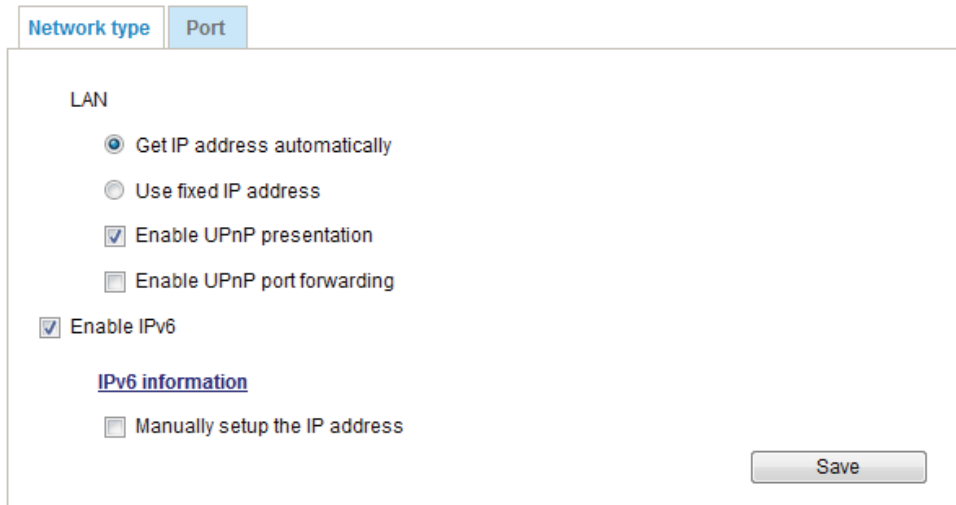 Network type Port
LAN
Get IP address automatically
Use fixed IP address
Enable UPnP presentation
Enable UPnP port forwarding
Enable IPv6
IPv6 information
Manually setup the IP address
Save